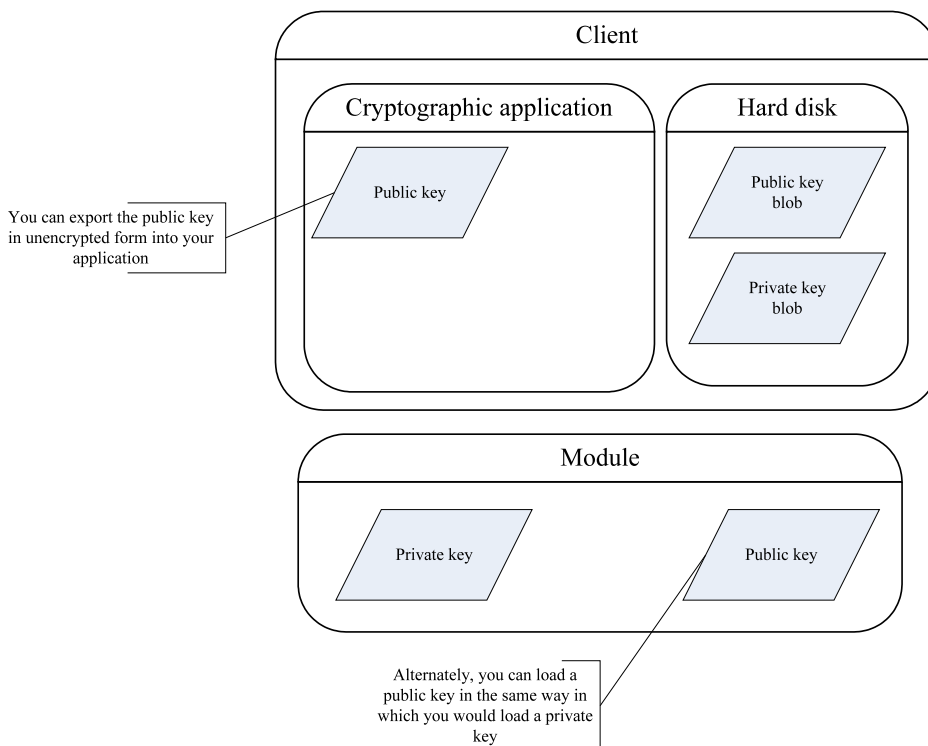 Client
Cryptographic application
Hard disk
Public key
Public key
blob
Private key
blob
You can export the public key
in unencrypted form into your
application
Module
Private key
Public key
Alternately, you can load a
public key in the same way in
which you would load a private
key